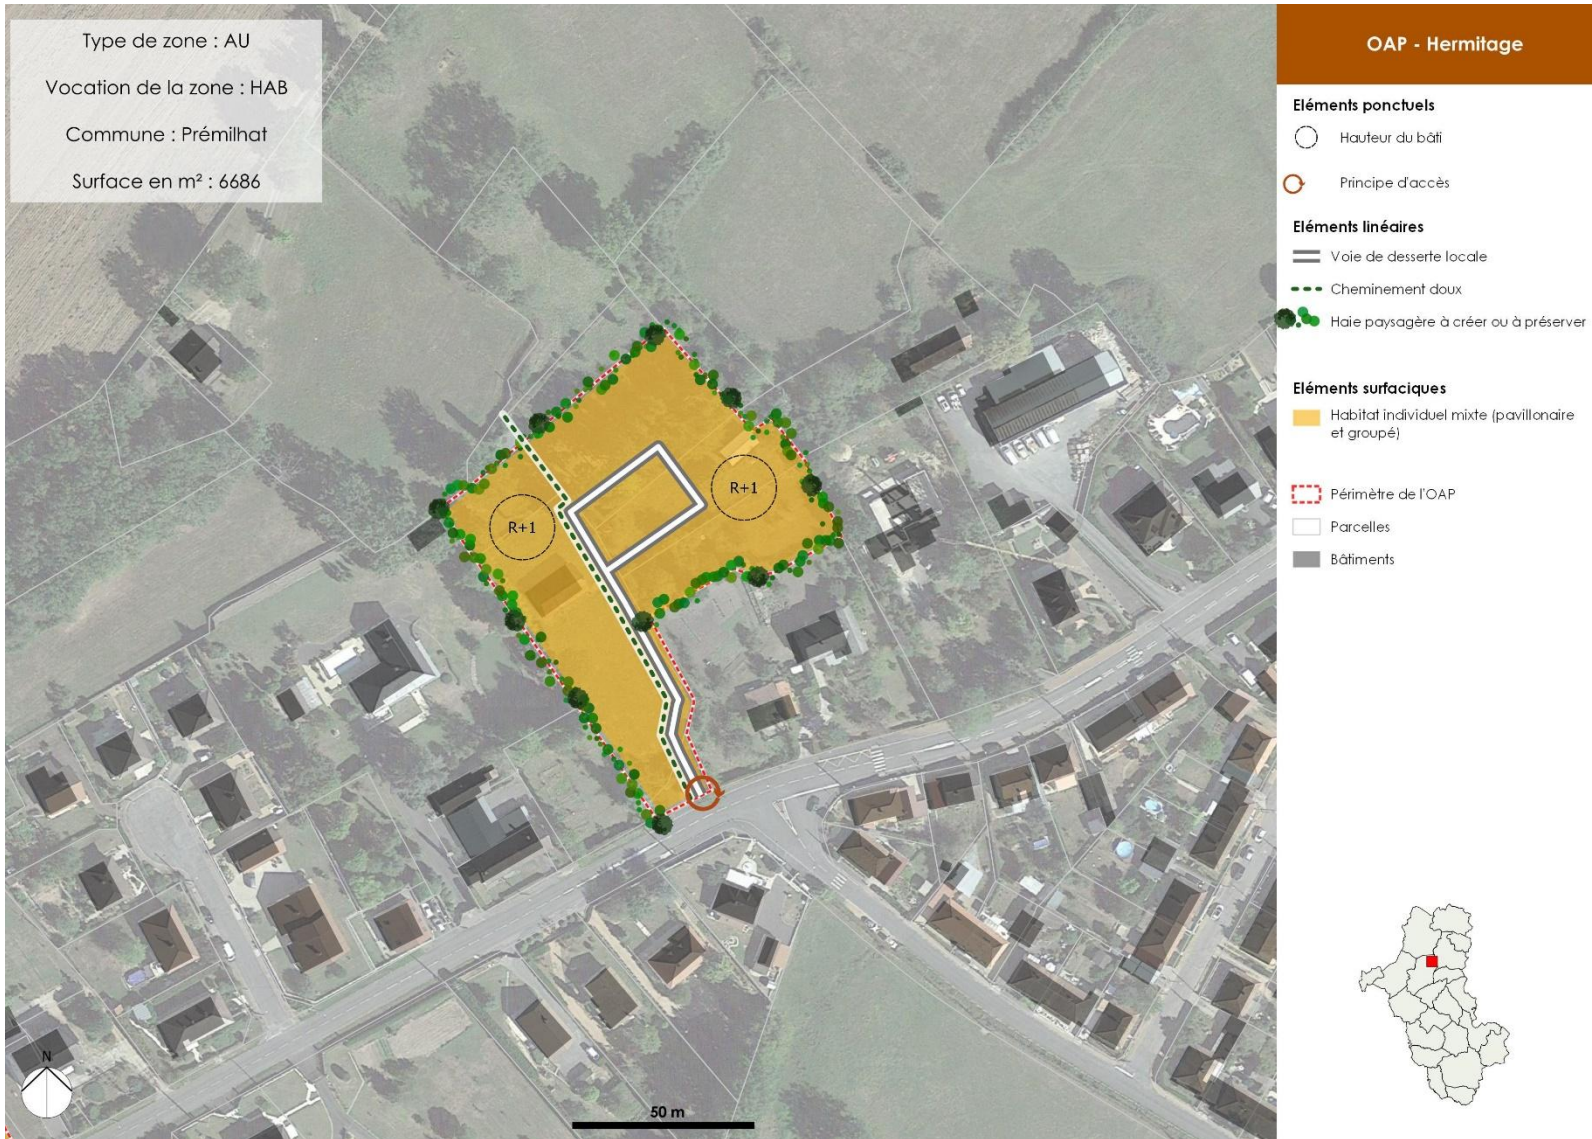 Type de zone : AU
Vocation de la zone : HAB
Commune : Prémilhat
Surface en m² : 6686
R+1
R+1
N
50 m
OAP - Hermitage
Eléments ponctuels
Hauteur du bâti
Principe d'accès
Eléments linéaires
Voie de desserte locale
Cheminement doux
Haie paysagère à créer ou à préserver
Eléments surfaciques
Habitat individuel mixte (pavillonaire
et groupé)
Périmètre de l'OAP
Parcelles
Bâtiments